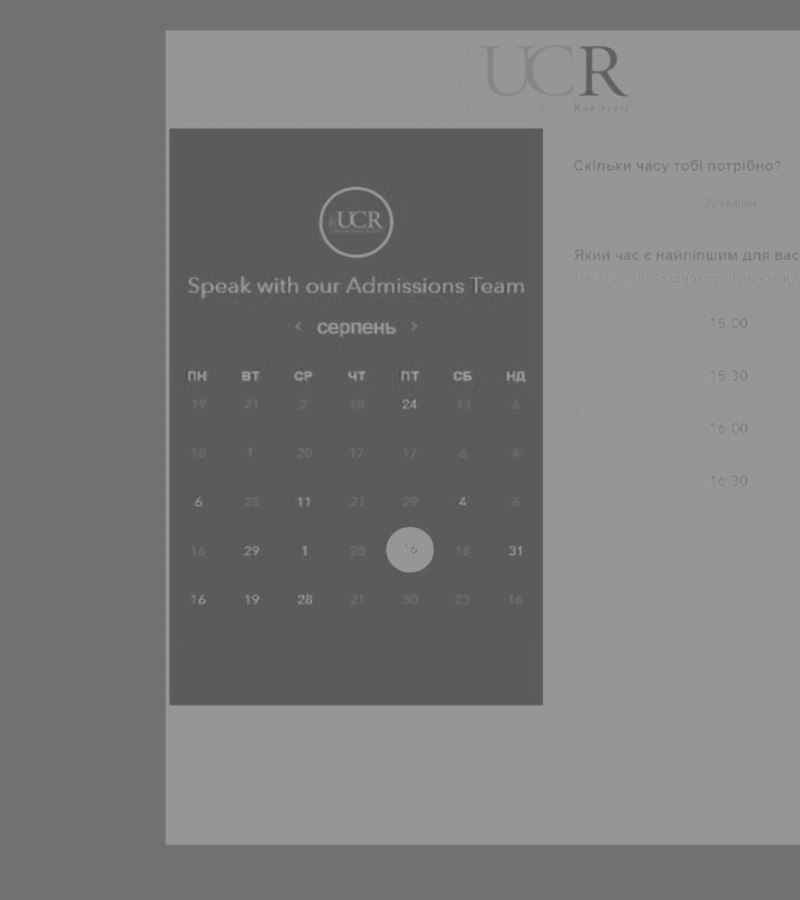 UCR
Roosevelt
UCR
Speak with our Admissions Team
‹ серпень ›
ПН ВТ СР ЧТ ПТ СБ НД
19 21 2 18 24 13 6
18 1 20 17 17 6 4
6 28 11 21 29 4 6
16 29 1 28 16 18 31
16 19 28 21 30 23 16
Скільки часу тобі потрібно?
30 хвилин
Який час є найліпшим для вас
15:00
15:30
16:00
16:30